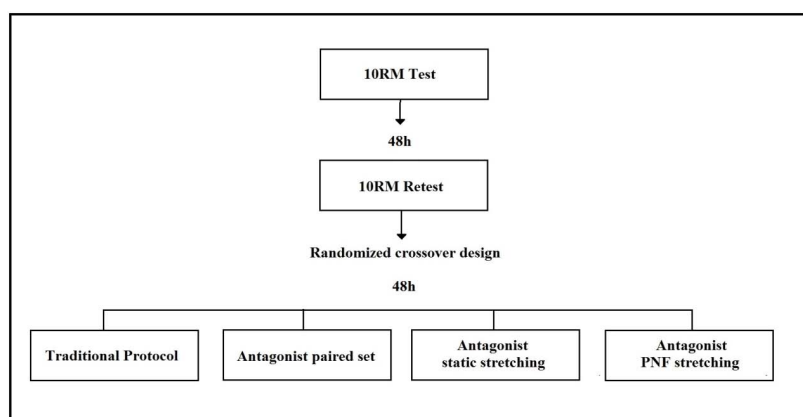 10RM Test
48h
10RM Retest
Randomized crossover design
48h
Traditional Protocol
Antagonist paired set
Antagonist
static stretching
Antagonist
PNF stretching